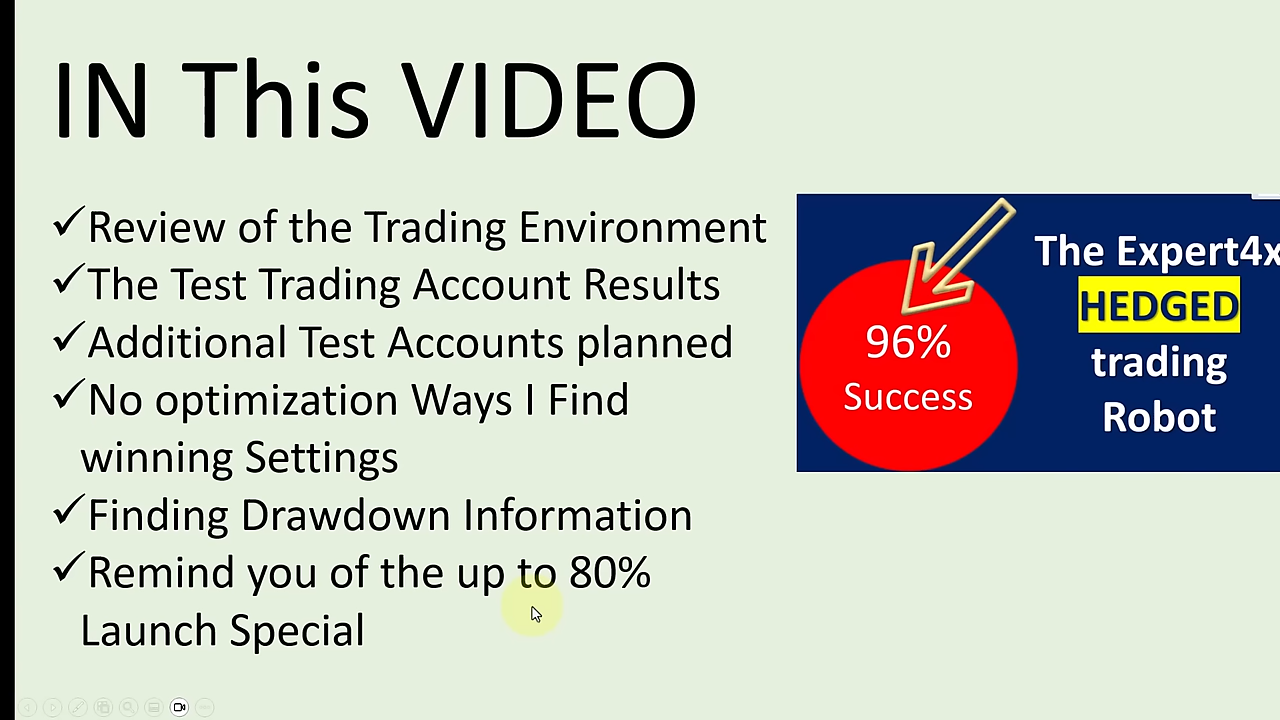 IN This VIDEO
✓Review of the Trading Environment
✓The Test Trading Account Results
✓Additional Test Accounts planned
✓No optimization Ways I Find
winning Settings
✓Finding Drawdown Information
✓Remind you of the up to 80%
Launch Special
96%
Success
The Expert4x
HEDGED
trading
Robot